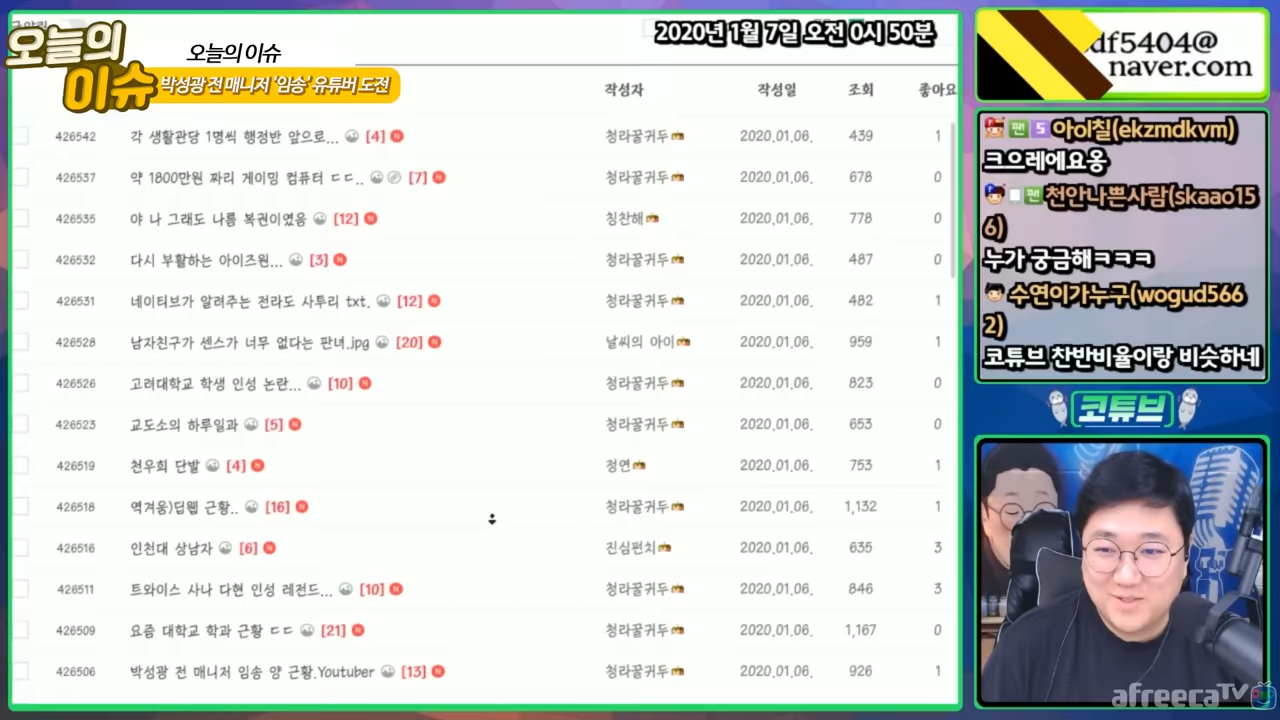 오늘의
이슈
오늘의 이슈
박성광 전 매니저 '임송' 유튜버 도전
2020년 1월 7일 오전 0시 50분
작성자 작성일 조회 좋아요
426542 각 생활관당 1명씩 행정반 앞으로... [4] N 청라꿀귀두 2020.01.06. 439 1
426537 약 1800만원 짜리 게이밍 컴퓨터 ㄷㄷ.. [7] N 청라꿀귀두 2020.01.06. 678 0
426535 야 나 그래도 나름 복권이였음 [12] N 칭찬해 2020.01.06. 778 0
426532 다시 부활하는 아이즈원... [3] N 청라꿀귀두 2020.01.06. 487 0
426531 네이티브가 알려주는 전라도 사투리 txt. [12] N 청라꿀귀두 2020.01.06. 482 1
426528 남자친구가 센스가 너무 없다는 판녀.jpg [20] N 날씨의 아이 2020.01.06. 959 1
426526 고려대학교 학생 인성 논란... [10] N 청라꿀귀두 2020.01.06. 823 0
426523 교도소의 하루일과 [5] N 청라꿀귀두 2020.01.06. 653 0
426519 천우희 단발 [4] N 정연 2020.01.06. 753 1
426518 역겨움)딥웹 근황.. [16] N 청라꿀귀두 2020.01.06. 1,132 1
426516 인천대 상남자 [6] N 진심펀치 2020.01.06. 635 3
426511 트와이스 사나 다현 인성 레전드... [10] N 청라꿀귀두 2020.01.06. 846 3
426509 요즘 대학교 학과 근황 ㄷㄷ [21] N 청라꿀귀두 2020.01.06. 1,167 0
426506 박성광 전 매니저 임송 양 근황.Youtuber [13] N 청라꿀귀두 2020.01.06. 926 1
df5404@
naver.com
팬 5 아이칠(ekzmdkvm)
크으레에요옹
팬 천안나쁜사람(skaao15
6)
누가 궁금해ㅋㅋㅋ
수연이가누구(wogud566
2)
코튜브 찬반비율이랑 비슷하네
코튜브
afreecaTV